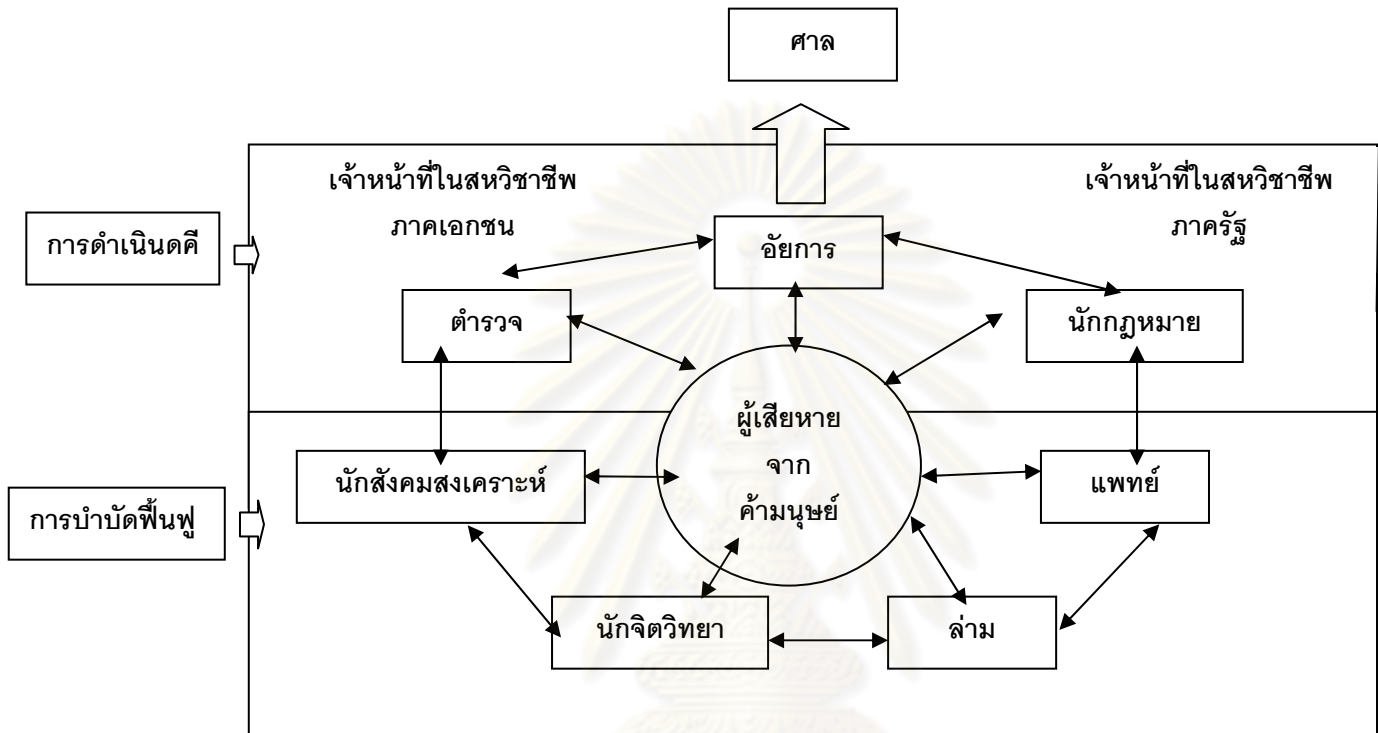 ศาล
เจ้าหน้าที่ในสหวิชาชีพ
ภาคเอกชน
เจ้าหน้าที่ในสหวิชาชีพ
ภาครัฐ
การดำเนินดคี
อัยการ
ตำรวจ
นักกฎหมาย
ผู้เสียหาย
จาก
ค้ามนุษย์
นักสังคมสงเคราะห์
แพทย์
การบำบัดฟื้นฟู
นักจิตวิทยา
ล่าม